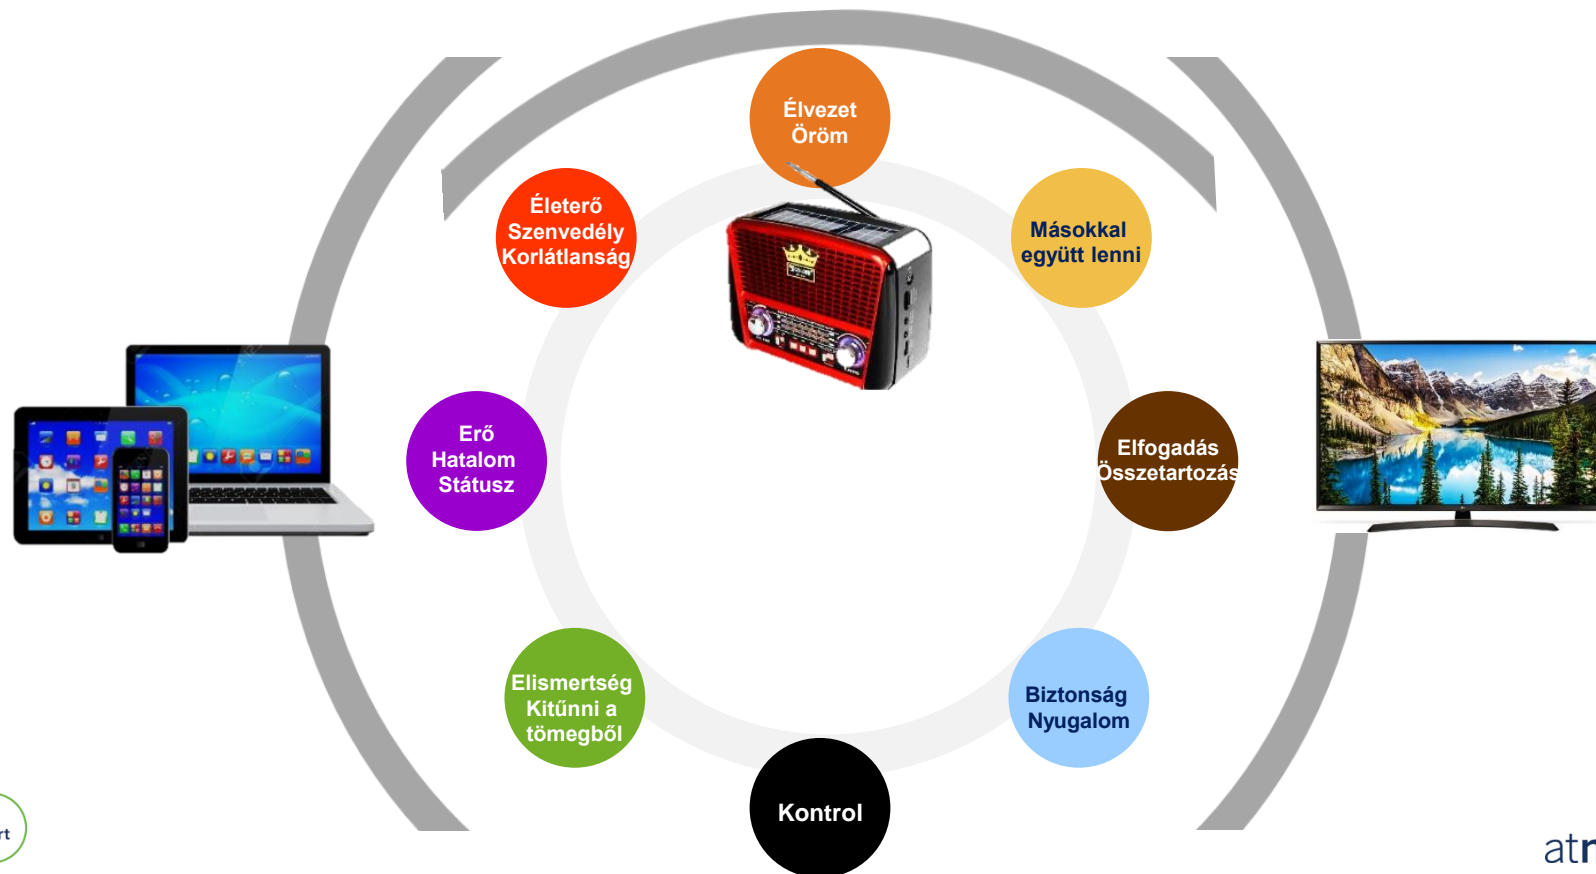 Élvezet
Öröm
Életerő
Szenvedély
Korlátlanság
Másokkal
együtt lenni
Erő
Hatalom
Státusz
Elfogadás
Összetartozás
Elismertség
Kitűnni a
tömegből
Biztonság
Nyugalom
Kontrol